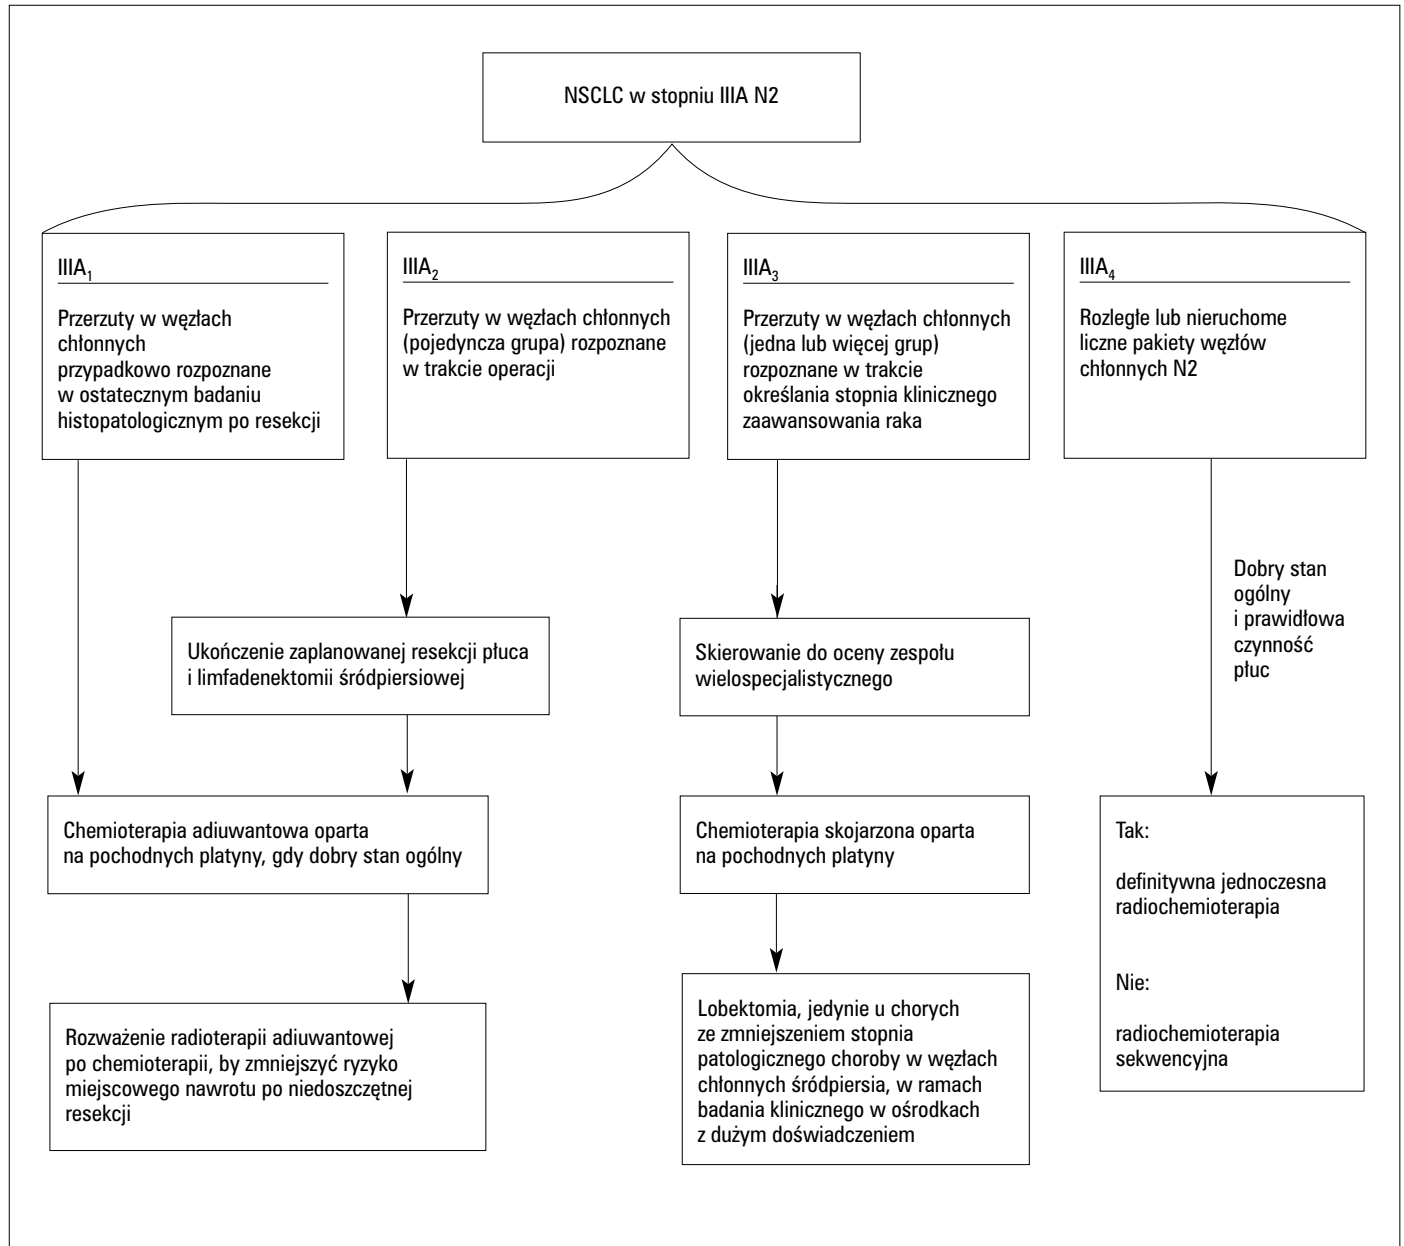 NSCLC w stopniu IIIA N2
IIIA₁
Przerzuty w węzłach
chłonnych
przypadkowo rozpoznane
w ostatecznym badaniu
histopatologicznym po resekcji
IIIA₂
Przerzuty w węzłach chłonnych
(pojedyncza grupa) rozpoznane
w trakcie operacji
IIIA₃
Przerzuty w węzłach chłonnych
(jedna lub więcej grup)
rozpoznane w trakcie
określania stopnia klinicznego
zaawansowania raka
IIIA₄
Rozległe lub nieruchome
liczne pakiety węzłów
chłonnych N2
Dobry stan
ogólny
i prawidłowa
czynność
płuc
Ukończenie zaplanowanej resekcji płuca
i limfadenektomii śródpiersiowej
Skierowanie do oceny zespołu
wielospecjalistycznego
Chemioterapia adiuwantowa oparta
na pochodnych platyny, gdy dobry stan ogólny
Chemioterapia skojarzona oparta
na pochodnych platyny
Tak:
definitywna jednoczesna
radiochemioterapia
Nie:
radiochemioterapia
sekwencyjna
Rozważenie radioterapii adiuwantowej
po chemioterapii, by zmniejszyć ryzyko
miejscowego nawrotu po niedoszczętnej
resekcji
Lobektomia, jedynie u chorych
ze zmniejszeniem stopnia
patologicznego choroby w węzłach
chłonnych śródpiersia, w ramach
badania klinicznego w ośrodkach
z dużym doświadczeniem